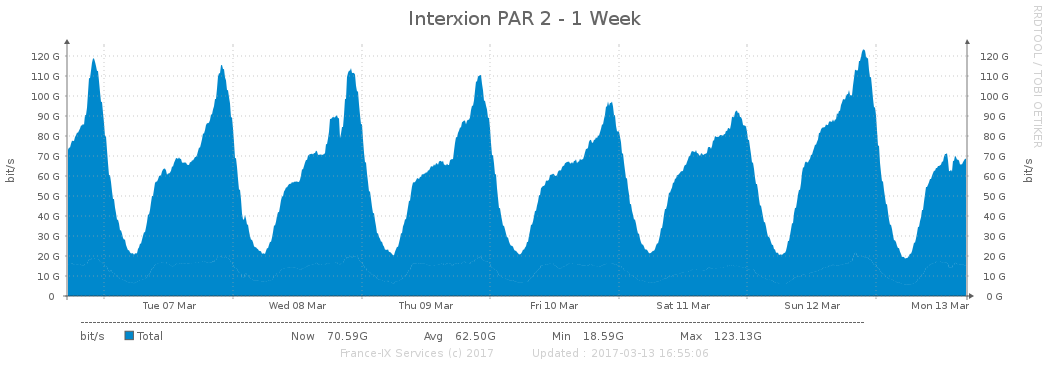 Interxion PAR 2 - 1 Week
RRDTOOL / TOBI OETIKER
bit/s
120 G 120 G
110 G 110 G
100 G 100 G
90 G 90 G
80 G 80 G
70 G 70 G
60 G 60 G
50 G 50 G
40 G 40 G
30 G 30 G
20 G 20 G
10 G 10 G
0 0 G
bit/s
Tue 07 Mar Wed 08 Mar Thu 09 Mar Fri 10 Mar Sat 11 Mar Sun 12 Mar Mon 13 Mar
bit/s Total Now 70.59G Avg 62.50G Min 18.59G Max 123.13G
France-IX Services (c) 2017 Updated : 2017-03-13 16:55:06